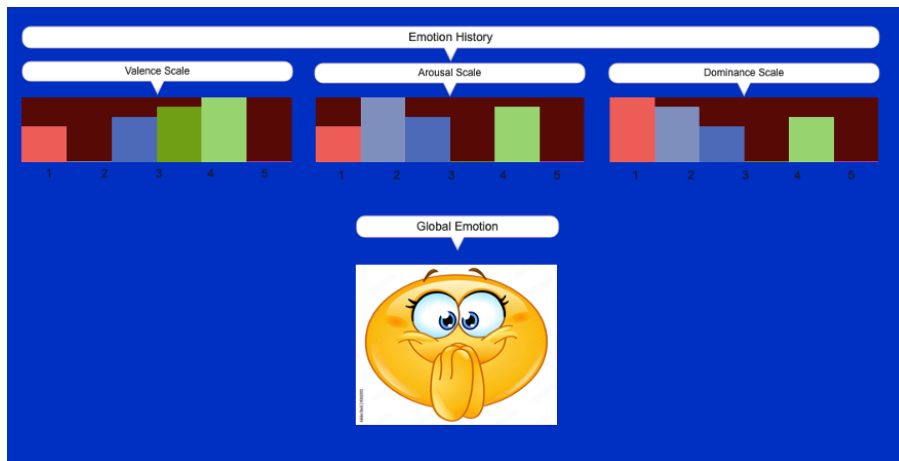 Emotion History
Valence Scale
Arousal Scale
Dominance Scale
1 2 3 4 5
1 2 3 4 5
1 2 3 4 5
Global Emotion